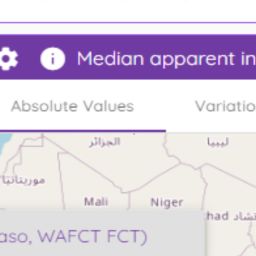 Median apparent in
Absolute Values Variatio
الجزائر ليبيا
موريتانيا
Mali Niger
had تشاد
aso, WAFCT FCT)